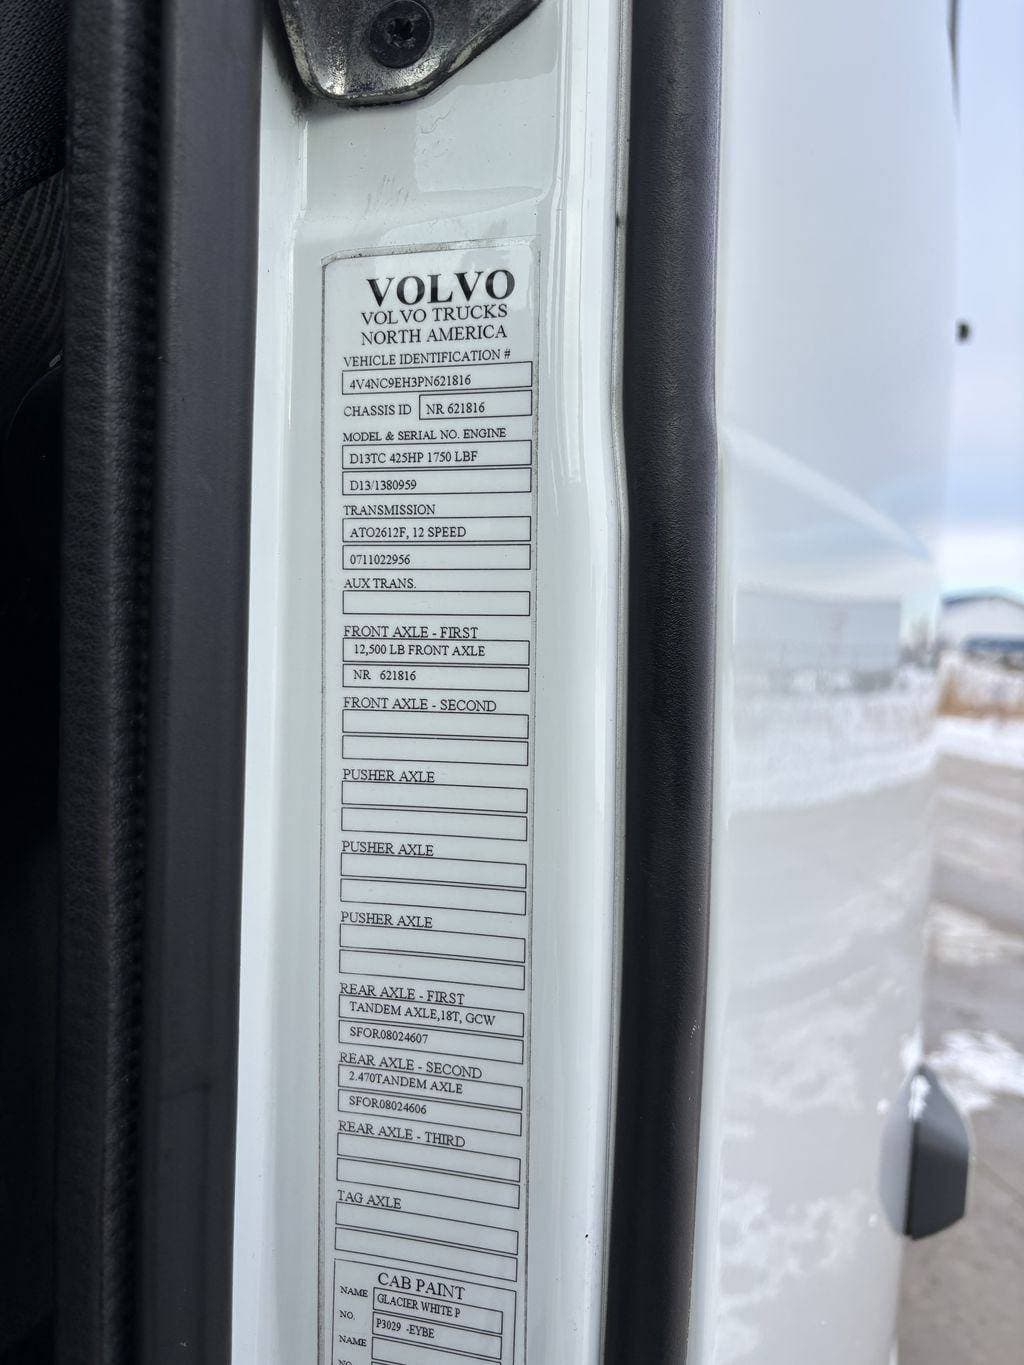 VOLVO
VOLVO TRUCKS
NORTH AMERICA
VEHICLE IDENTIFICATION #
4V4NC9EH3PN621816
CHASSIS ID NR 621816
MODEL & SERIAL NO. ENGINE
D13TC 425HP 1750 LBF
D13/1380959
TRANSMISSION
ATO2612F, 12 SPEED
0711022956
AUX TRANS.
FRONT AXLE - FIRST
12,500 LB FRONT AXLE
NR 621816
FRONT AXLE - SECOND
PUSHER AXLE
PUSHER AXLE
PUSHER AXLE
REAR AXLE - FIRST
TANDEM AXLE,18T, GCW
SFOR08024607
REAR AXLE - SECOND
2.470TANDEM AXLE
SFOR08024606
REAR AXLE - THIRD
TAG AXLE
CAB PAINT
NAME GLACIER WHITE P
NO. P3029 -EYBE
NAME
NO.